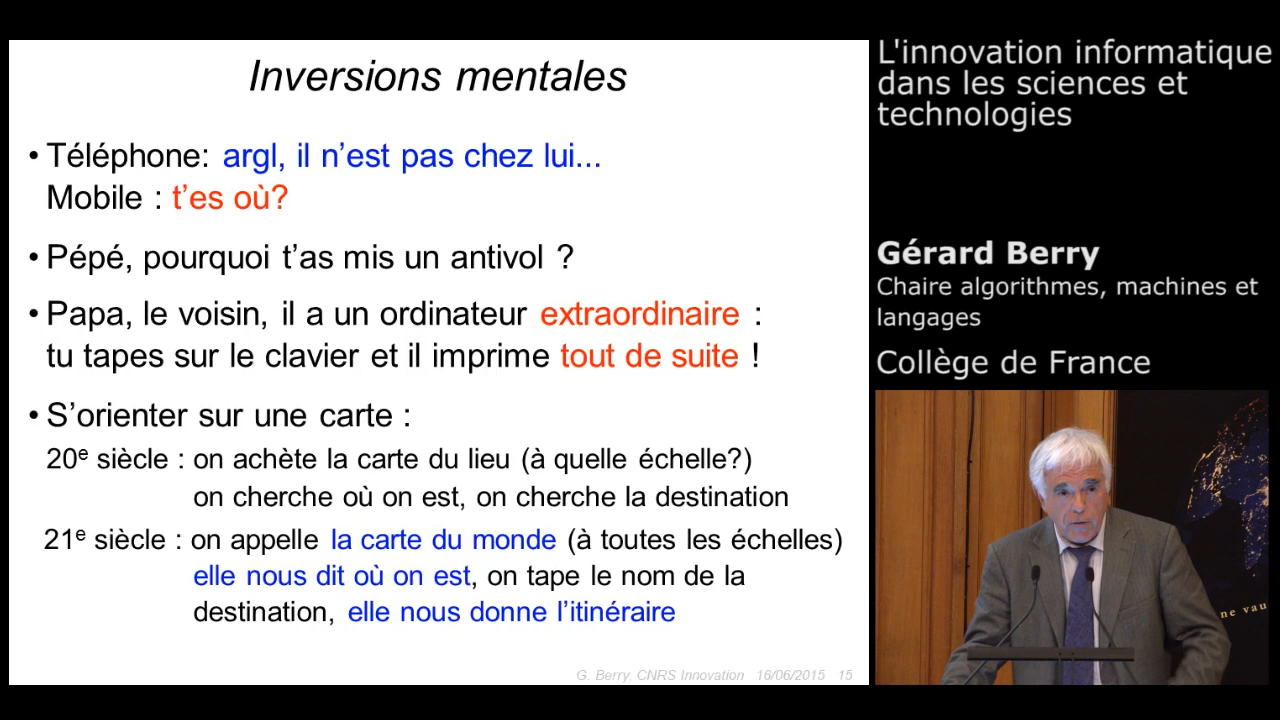 Inversions mentales
• Téléphone: argl, il n’est pas chez lui...
Mobile : t’es où?
• Pépé, pourquoi t’as mis un antivol ?
• Papa, le voisin, il a un ordinateur extraordinaire :
tu tapes sur le clavier et il imprime tout de suite !
• S’orienter sur une carte :
20e siècle : on achète la carte du lieu (à quelle échelle?)
on cherche où on est, on cherche la destination
21e siècle : on appelle la carte du monde (à toutes les échelles)
elle nous dit où on est, on tape le nom de la
destination, elle nous donne l’itinéraire
G. Berry, CNRS Innovation 16/06/2015 15
L'innovation informatique
dans les sciences et
technologies
Gérard Berry
Chaire algorithmes, machines et
langages
Collège de France
ne vau